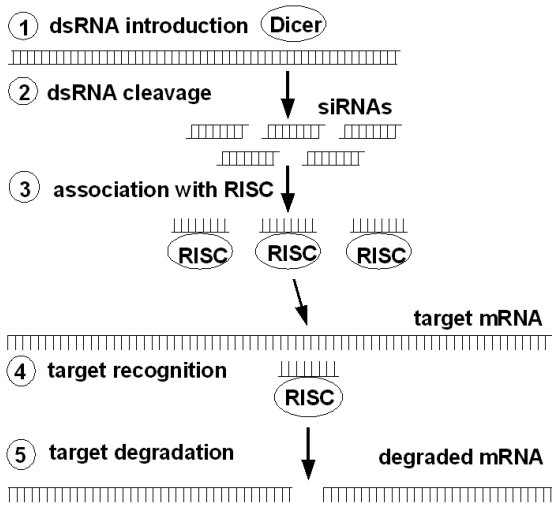 1 dsRNA introduction Dicer
2 dsRNA cleavage
siRNAs
3 association with RISC
RISC RISC RISC
target mRNA
4 target recognition
RISC
5 target degradation degraded mRNA